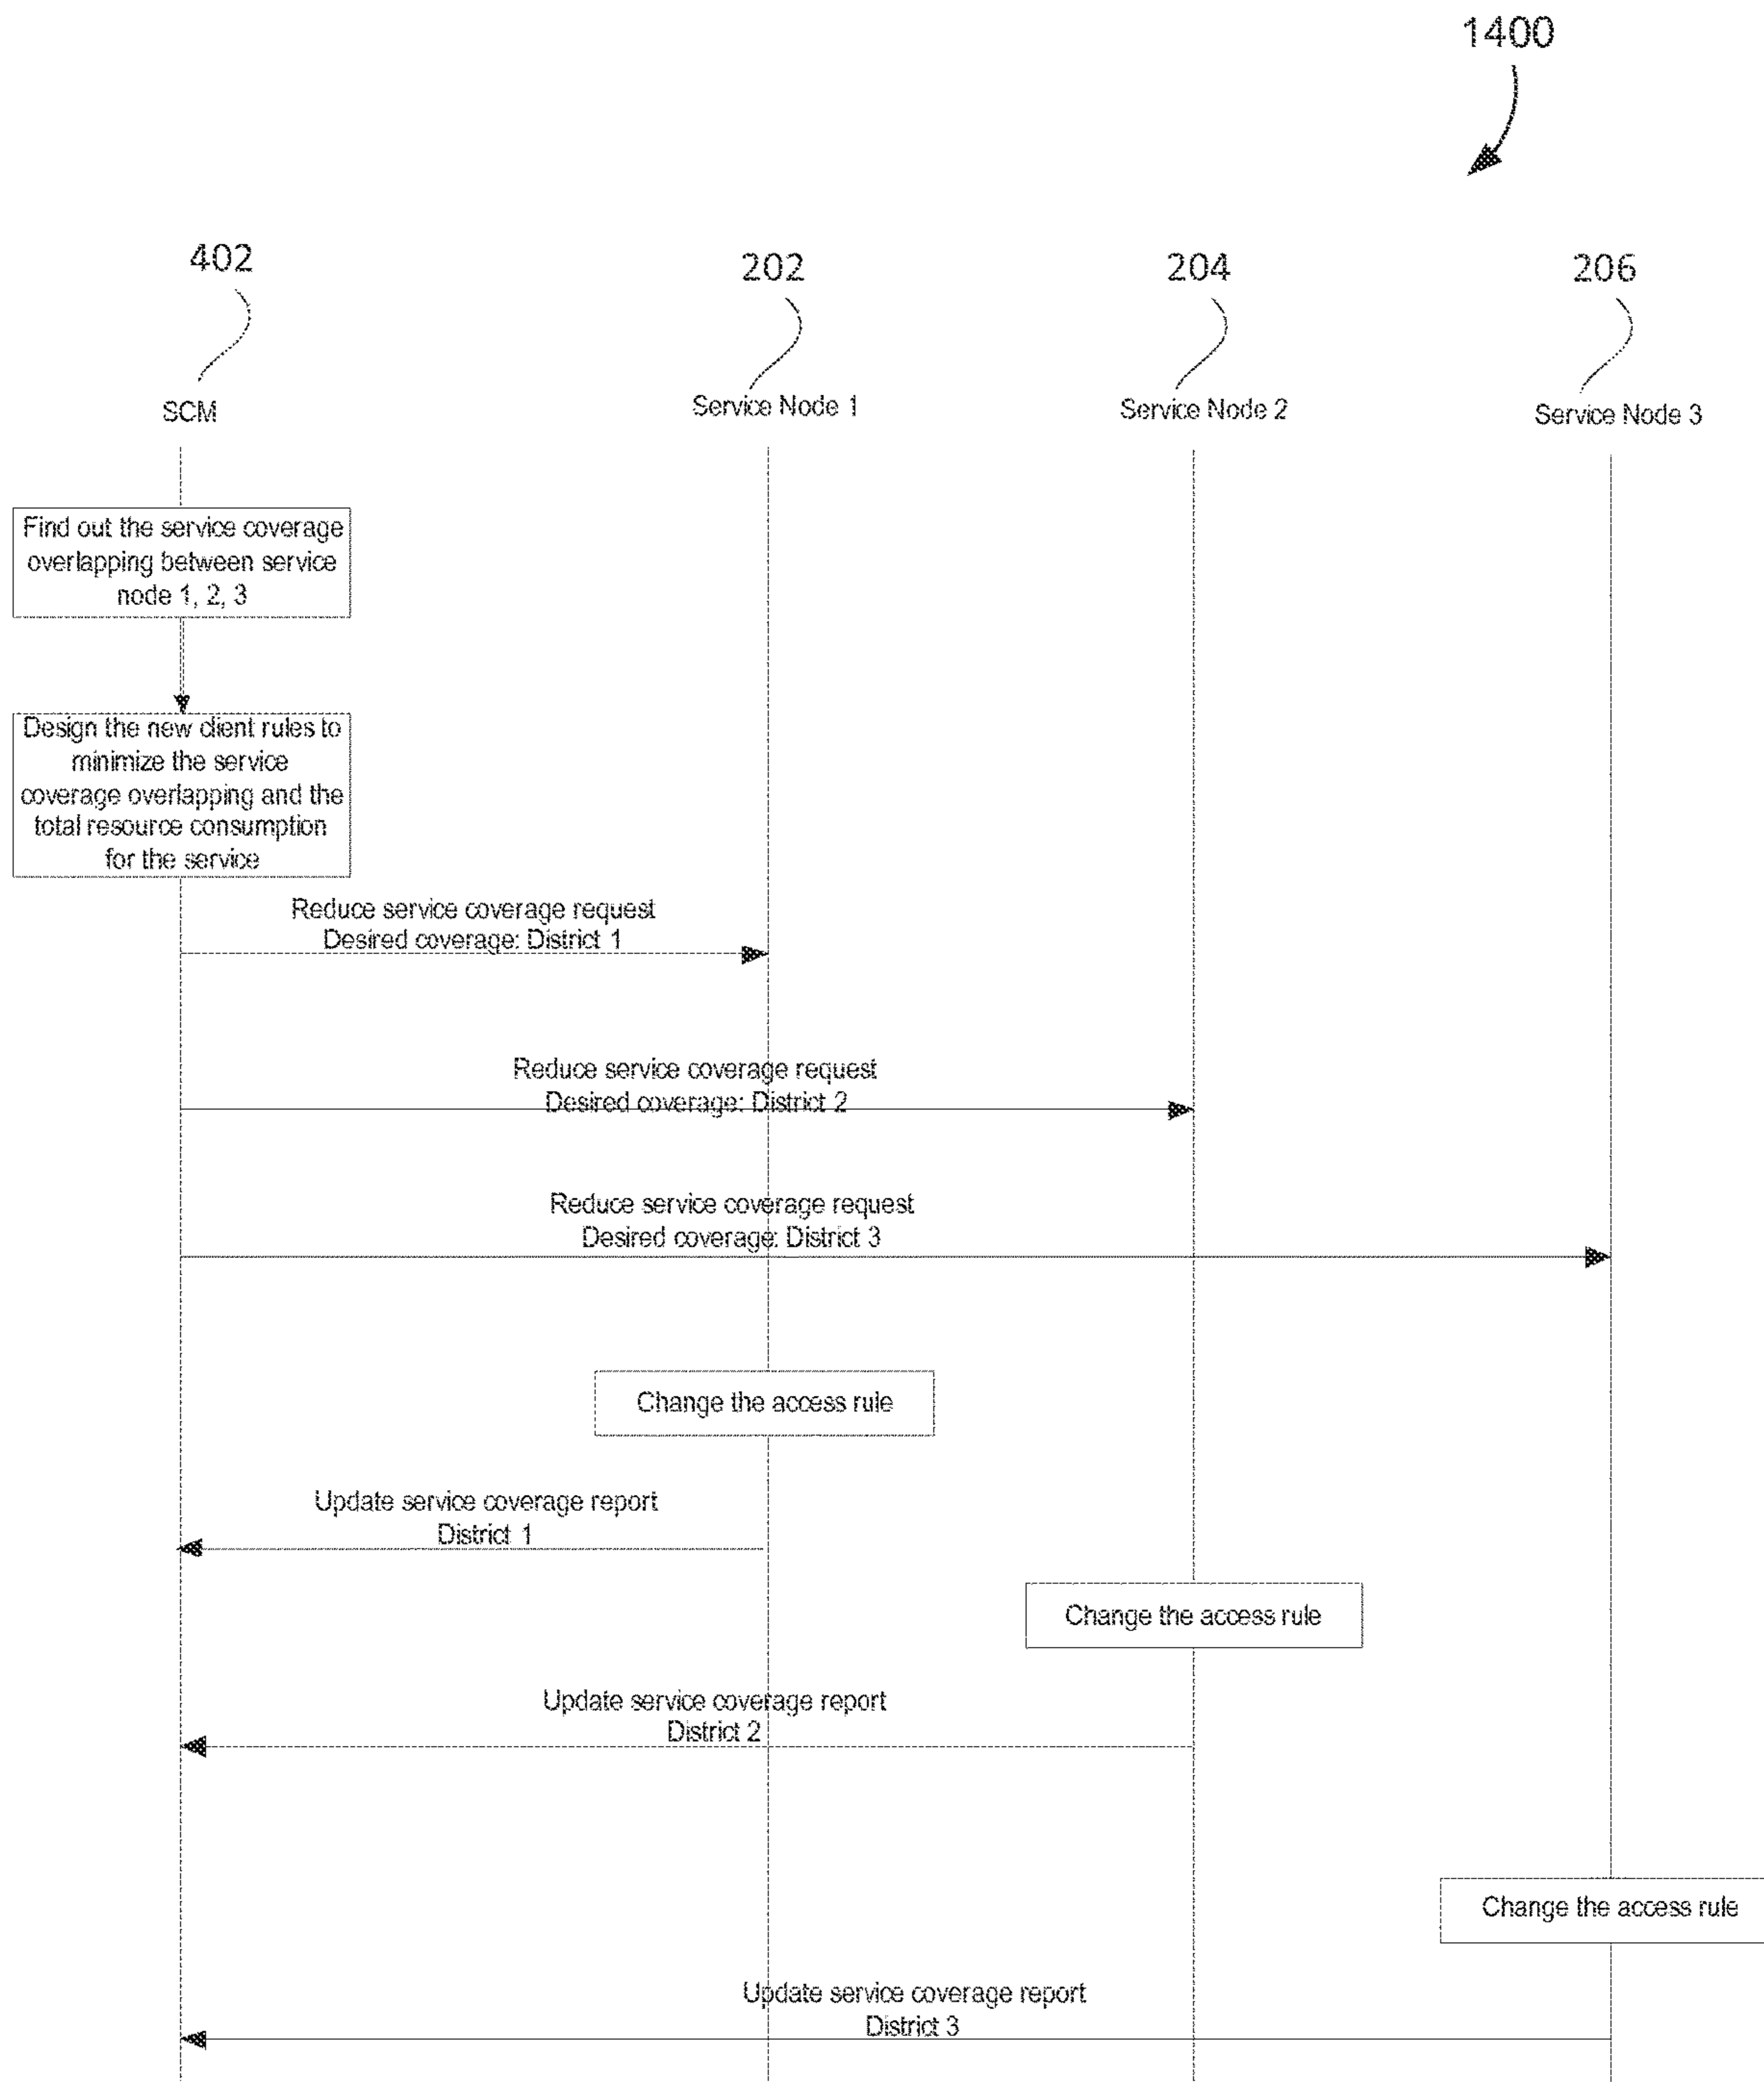 1400
402
202
204
206
SCM
Service Node 1
Service Node 2
Service Node 3
Find out the service coverage
overlapping between service
node 1, 2, 3
Design the new client rules to
minimize the service
coverage overlapping and the
total resource consumption
for the service
Reduce service coverage request
Desired coverage: District 1
Reduce service coverage request
Desired coverage: District 2
Reduce service coverage request
Desired coverage: District 3
Change the access rule
Update service coverage report
District 1
Change the access rule
Update service coverage report
District 2
Change the access rule
Update service coverage report
District 3